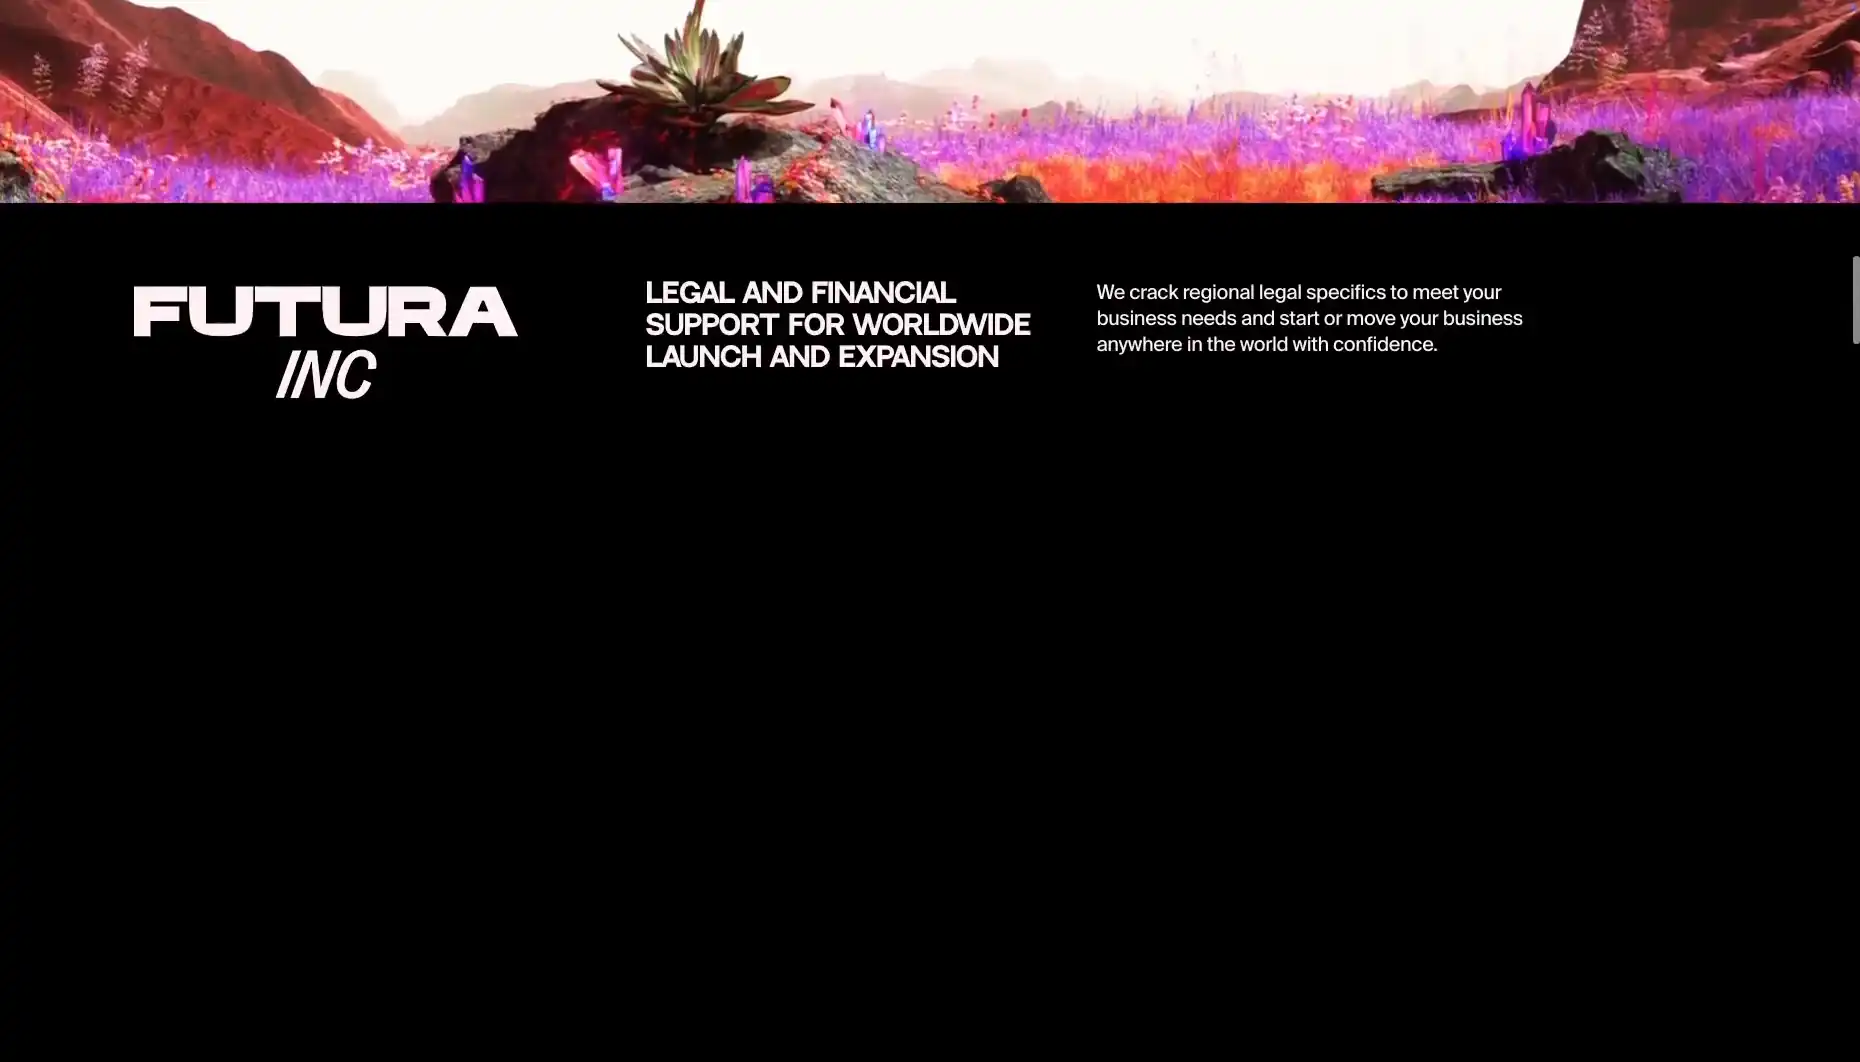 FUTURA
INC
LEGAL AND FINANCIAL
SUPPORT FOR WORLDWIDE
LAUNCH AND EXPANSION
We crack regional legal specifics to meet your
business needs and start or move your business
anywhere in the world with confidence.